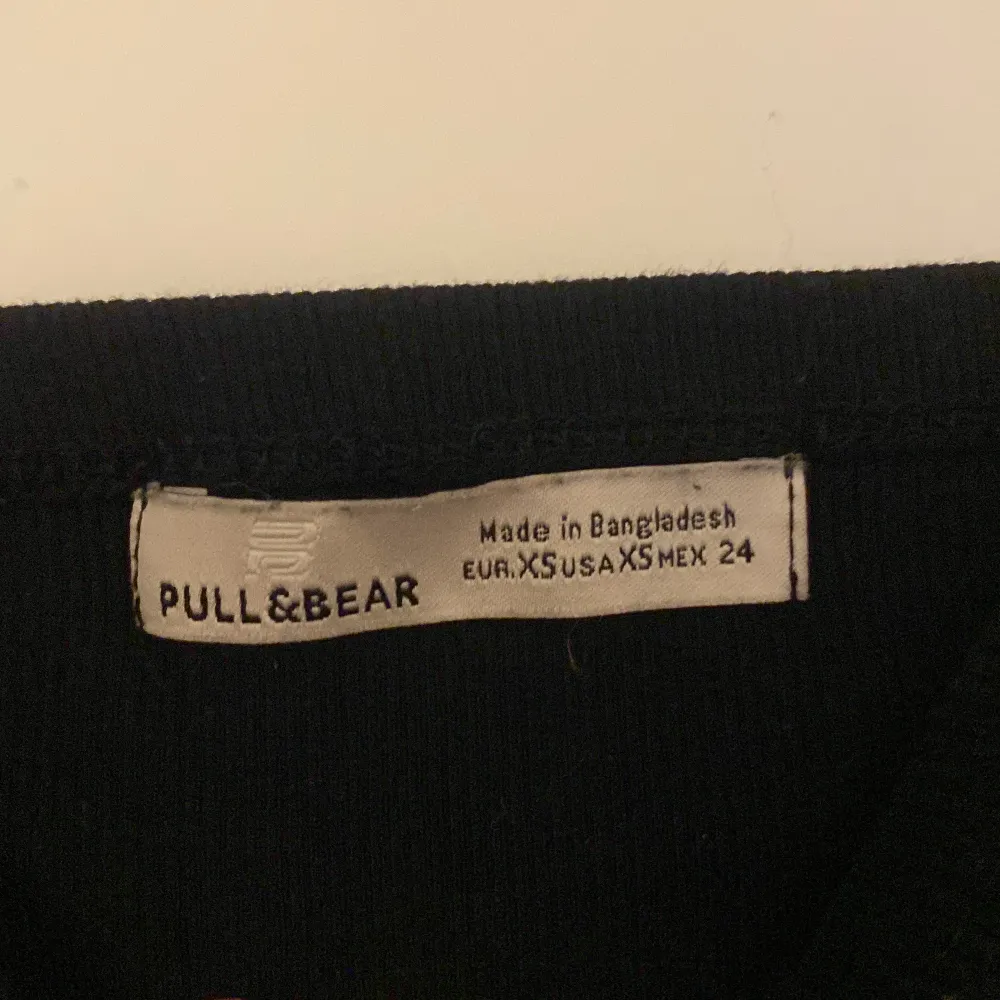 PULL&BEAR
Made in Bangladesh
EUR.XS USA XS MEX 24